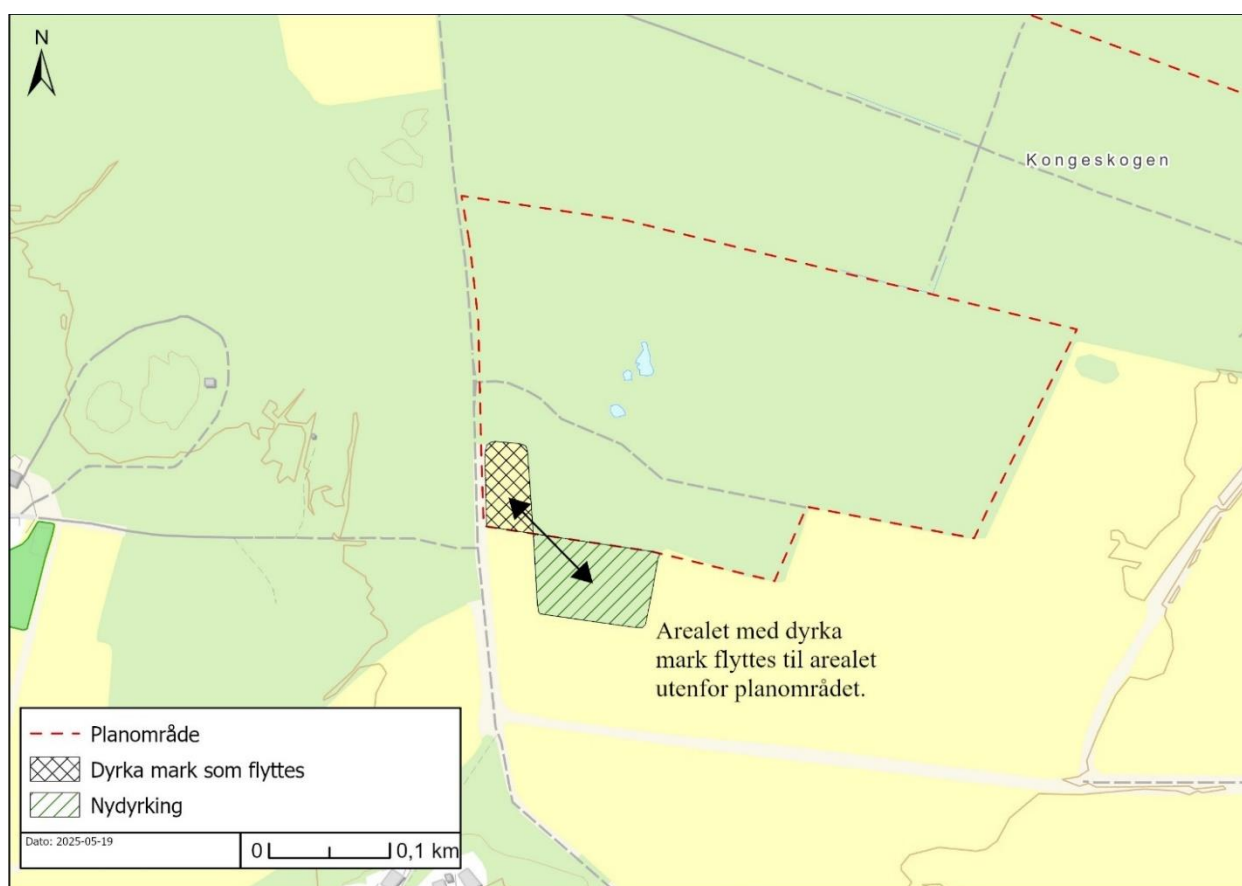 N
Kongeskogen
Arealet med dyrka
mark flyttes til arealet
utenfor planområdet.
Planområde
Dyrka mark som flyttes
Nydyrking
Dato: 2025-05-19
0 0,1 km